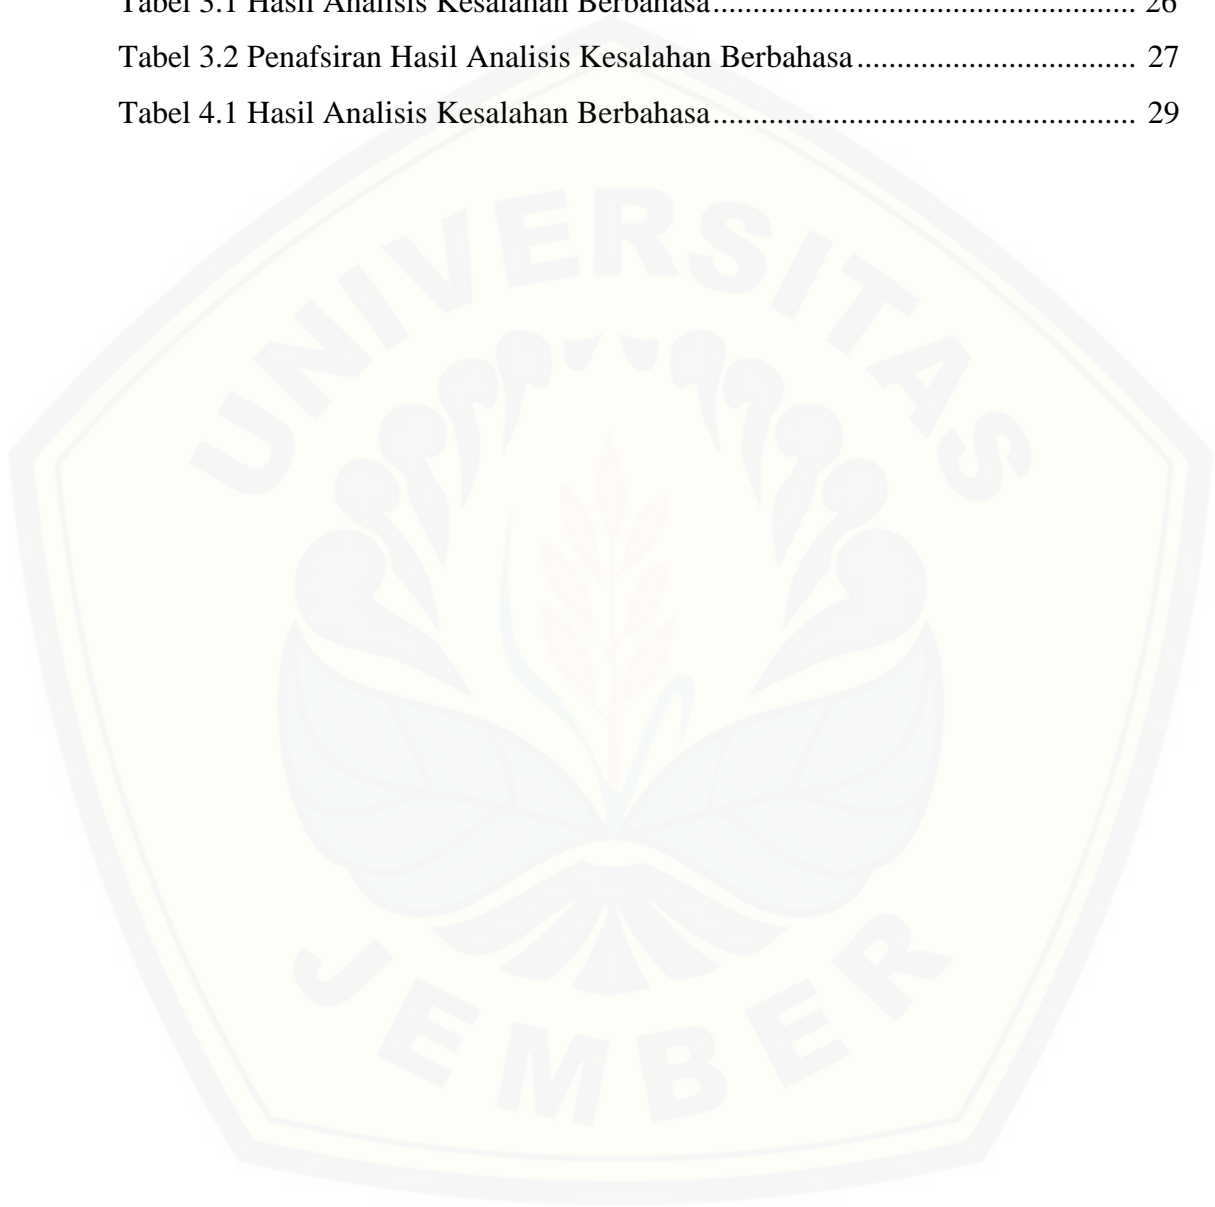 Tabel 3.1 Hasil Analisis Kesalahan Berbahasa..................................................... 26
Tabel 3.2 Penafsiran Hasil Analisis Kesalahan Berbahasa................................... 27
Tabel 4.1 Hasil Analisis Kesalahan Berbahasa..................................................... 29
UNIVERSITAS
JEMBER